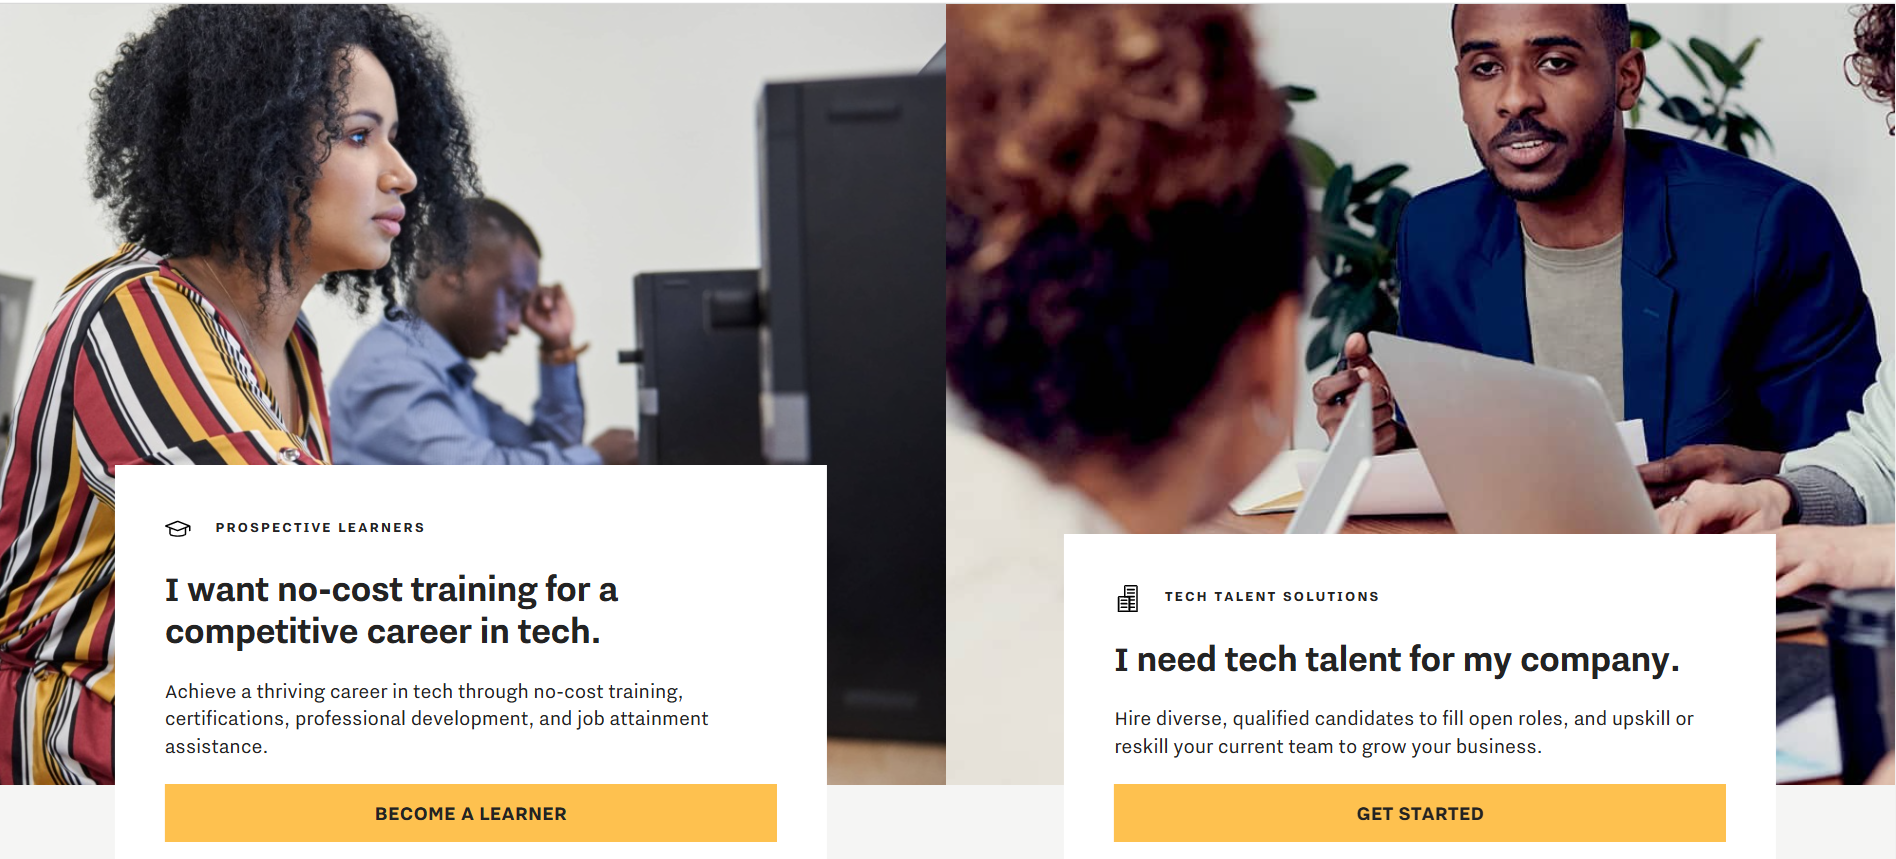 PROSPECTIVE LEARNERS
I want no-cost training for a
competitive career in tech.
Achieve a thriving career in tech through no-cost training,
certifications, professional development, and job attainment
assistance.
BECOME A LEARNER
TECH TALENT SOLUTIONS
I need tech talent for my company.
Hire diverse, qualified candidates to fill open roles, and upskill or
reskill your current team to grow your business.
GET STARTED